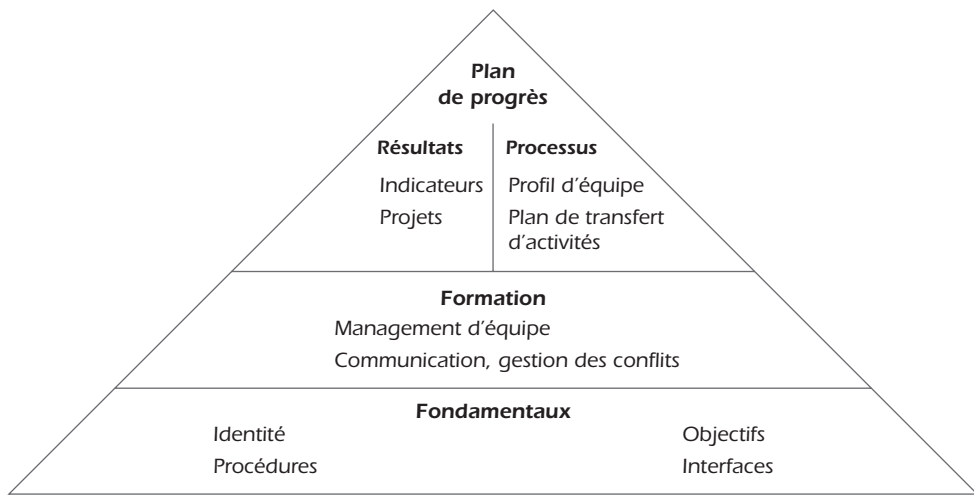 Plan
de progrès
Résultats
Indicateurs
Projets
Processus
Profil d'équipe
Plan de transfert
d'activités
Formation
Management d'équipe
Communication, gestion des conflits
Fondamentaux
Identité
Procédures
Objectifs
Interfaces